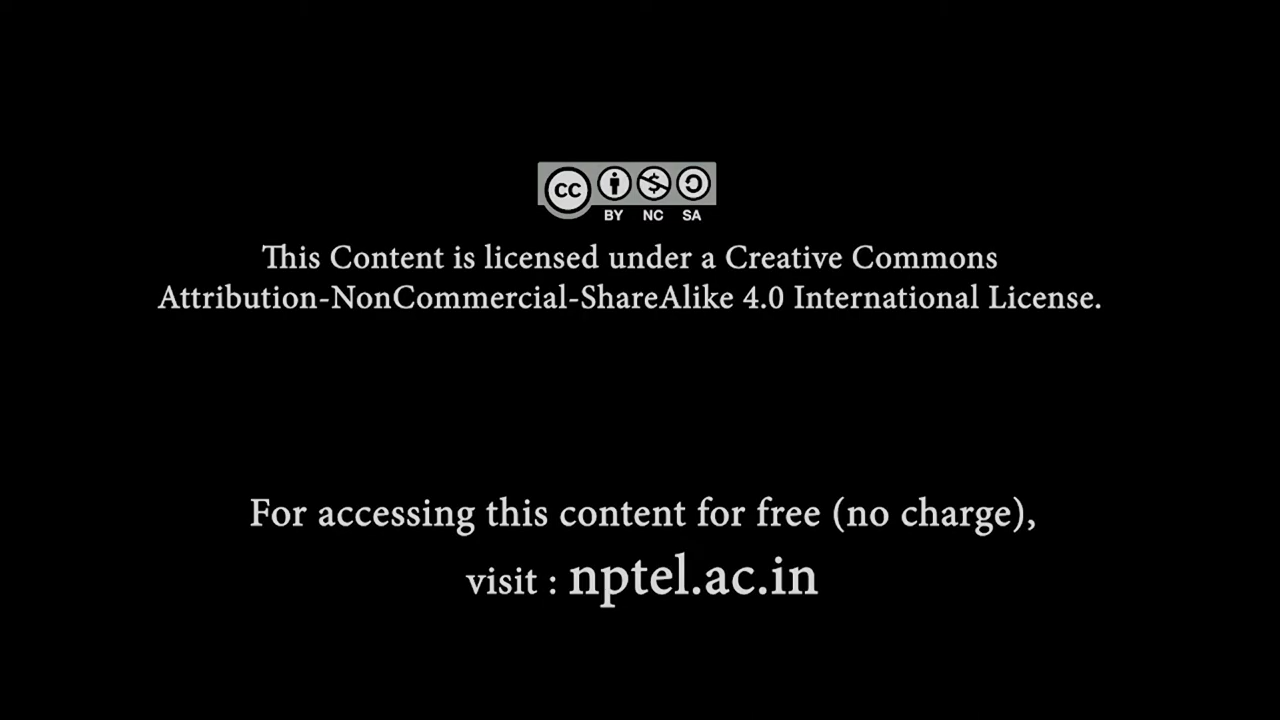 CC BY NC SA
This Content is licensed under a Creative Commons
Attribution-NonCommercial-ShareAlike 4.0 International License.
For accessing this content for free (no charge),
visit : nptel.ac.in